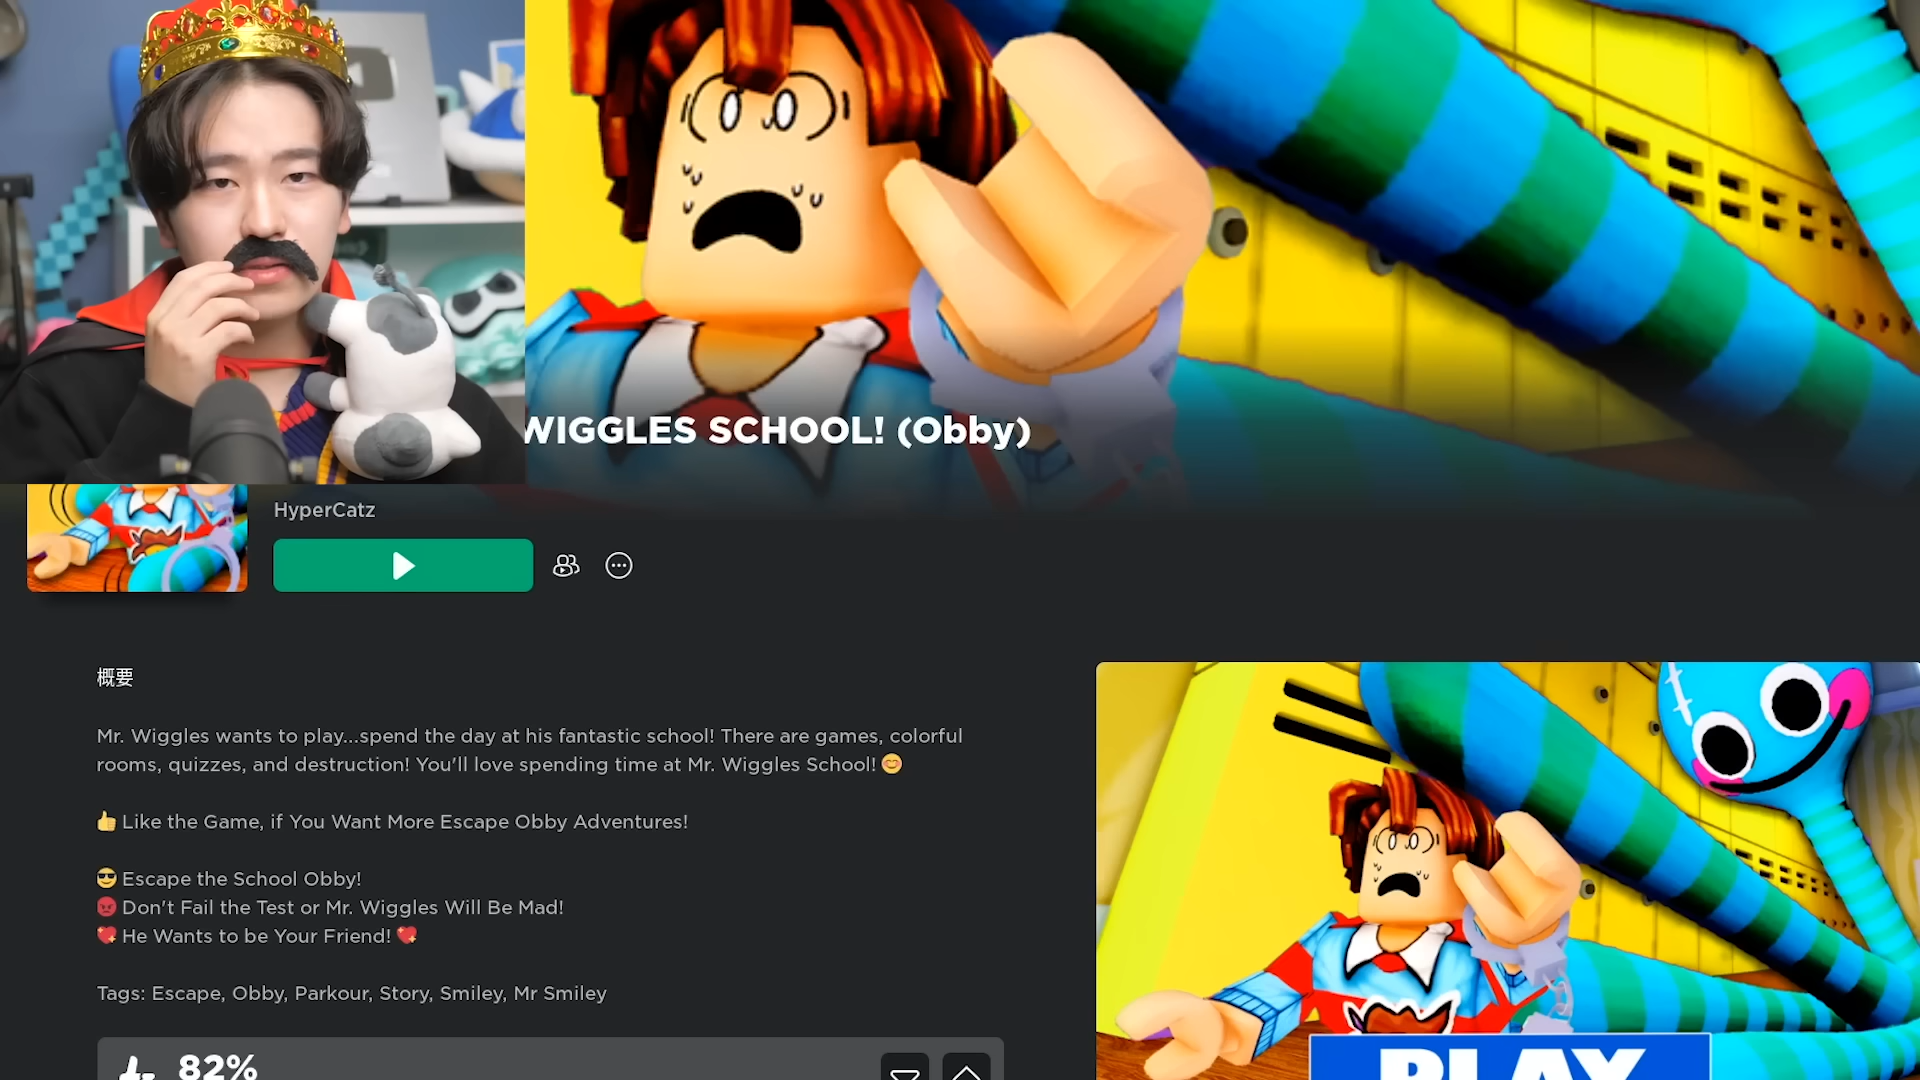 WIGGLES SCHOOL! (Obby)
HyperCatz
概要
Mr. Wiggles wants to play...spend the day at his fantastic school! There are games, colorful
rooms, quizzes, and destruction! You'll love spending time at Mr. Wiggles School! 😊
👍 Like the Game, if You Want More Escape Obby Adventures!
😎 Escape the School Obby!
😡 Don't Fail the Test or Mr. Wiggles Will Be Mad!
💖 He Wants to be Your Friend! 💖
Tags: Escape, Obby, Parkour, Story, Smiley, Mr Smiley
82%
PLAY